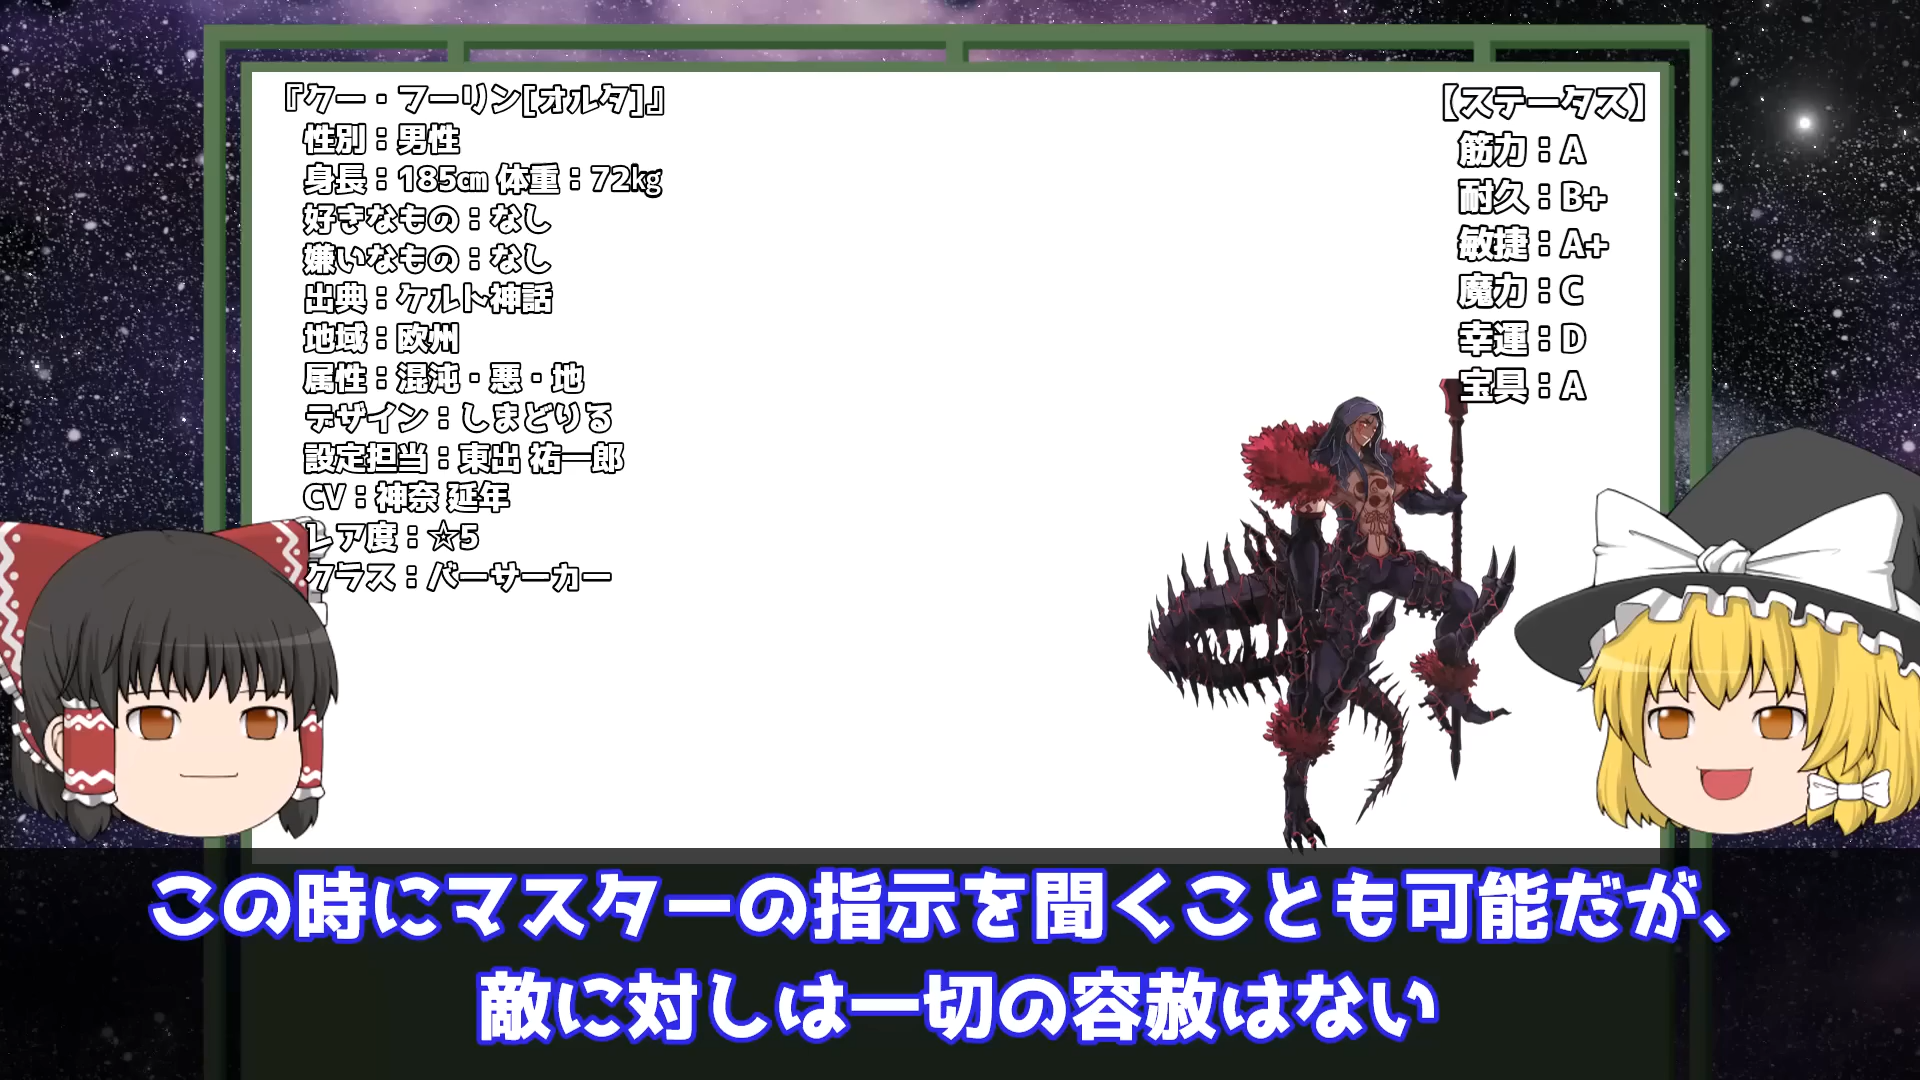 『クー・フーリン[オルタ]』
性別：男性
身長：185㎝ 体重：72㎏
好きなもの：なし
嫌いなもの：なし
出典：ケルト神話
地域：欧州
属性：混沌・悪・地
デザイン：しまどりる
設定担当：東出 祐一郎
CV：神奈 延年
レア度：☆5
クラス：バーサーカー
【ステータス】
筋力：A
耐久：B+
敏捷：A+
魔力：C
幸運：D
宝具：A
この時にマスターの指示を聞くことも可能だが、
敵に対しは一切の容赦はない